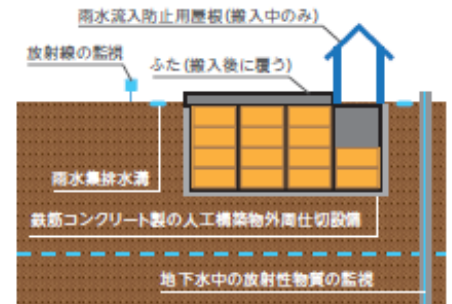 雨水流入防止用屋根(搬入中のみ)
放射線の監視
ふた(搬入後に覆う)
雨水集排水溝
鉄筋コンクリート製の人工構築物外周仕切設備
地下水中の放射性物質の監視